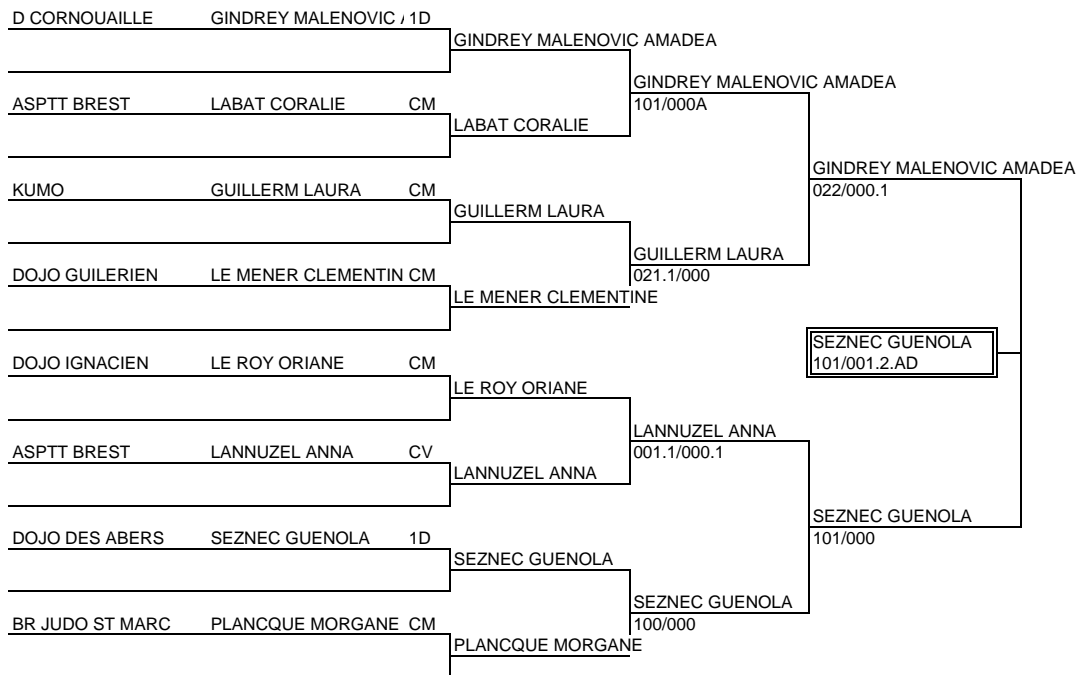 D CORNOUAILLE GINDREY MALENOVIC 1D
GINDREY MALENOVIC AMADEA
GINDREY MALENOVIC AMADEA
101/000A
ASPTT BREST LABAT CORALIE CM
LABAT CORALIE
GINDREY MALENOVIC AMADEA
022/000.1
KUMO GUILLERM LAURA CM
GUILLERM LAURA
GUILLERM LAURA
021.1/000
DOJO GUILERIEN LE MENER CLEMENTIN CM
LE MENER CLEMENTINE
SEZNEC GUENOLA
101/001.2.AD
DOJO IGNACIEN LE ROY ORIANE CM
LE ROY ORIANE
LANNUZEL ANNA
001.1/000.1
ASPTT BREST LANNUZEL ANNA CV
LANNUZEL ANNA
SEZNEC GUENOLA
101/000
DOJO DES ABERS SEZNEC GUENOLA 1D
SEZNEC GUENOLA
SEZNEC GUENOLA
100/000
BR JUDO ST MARC PLANCQUE MORGANE CM
PLANCQUE MORGANE